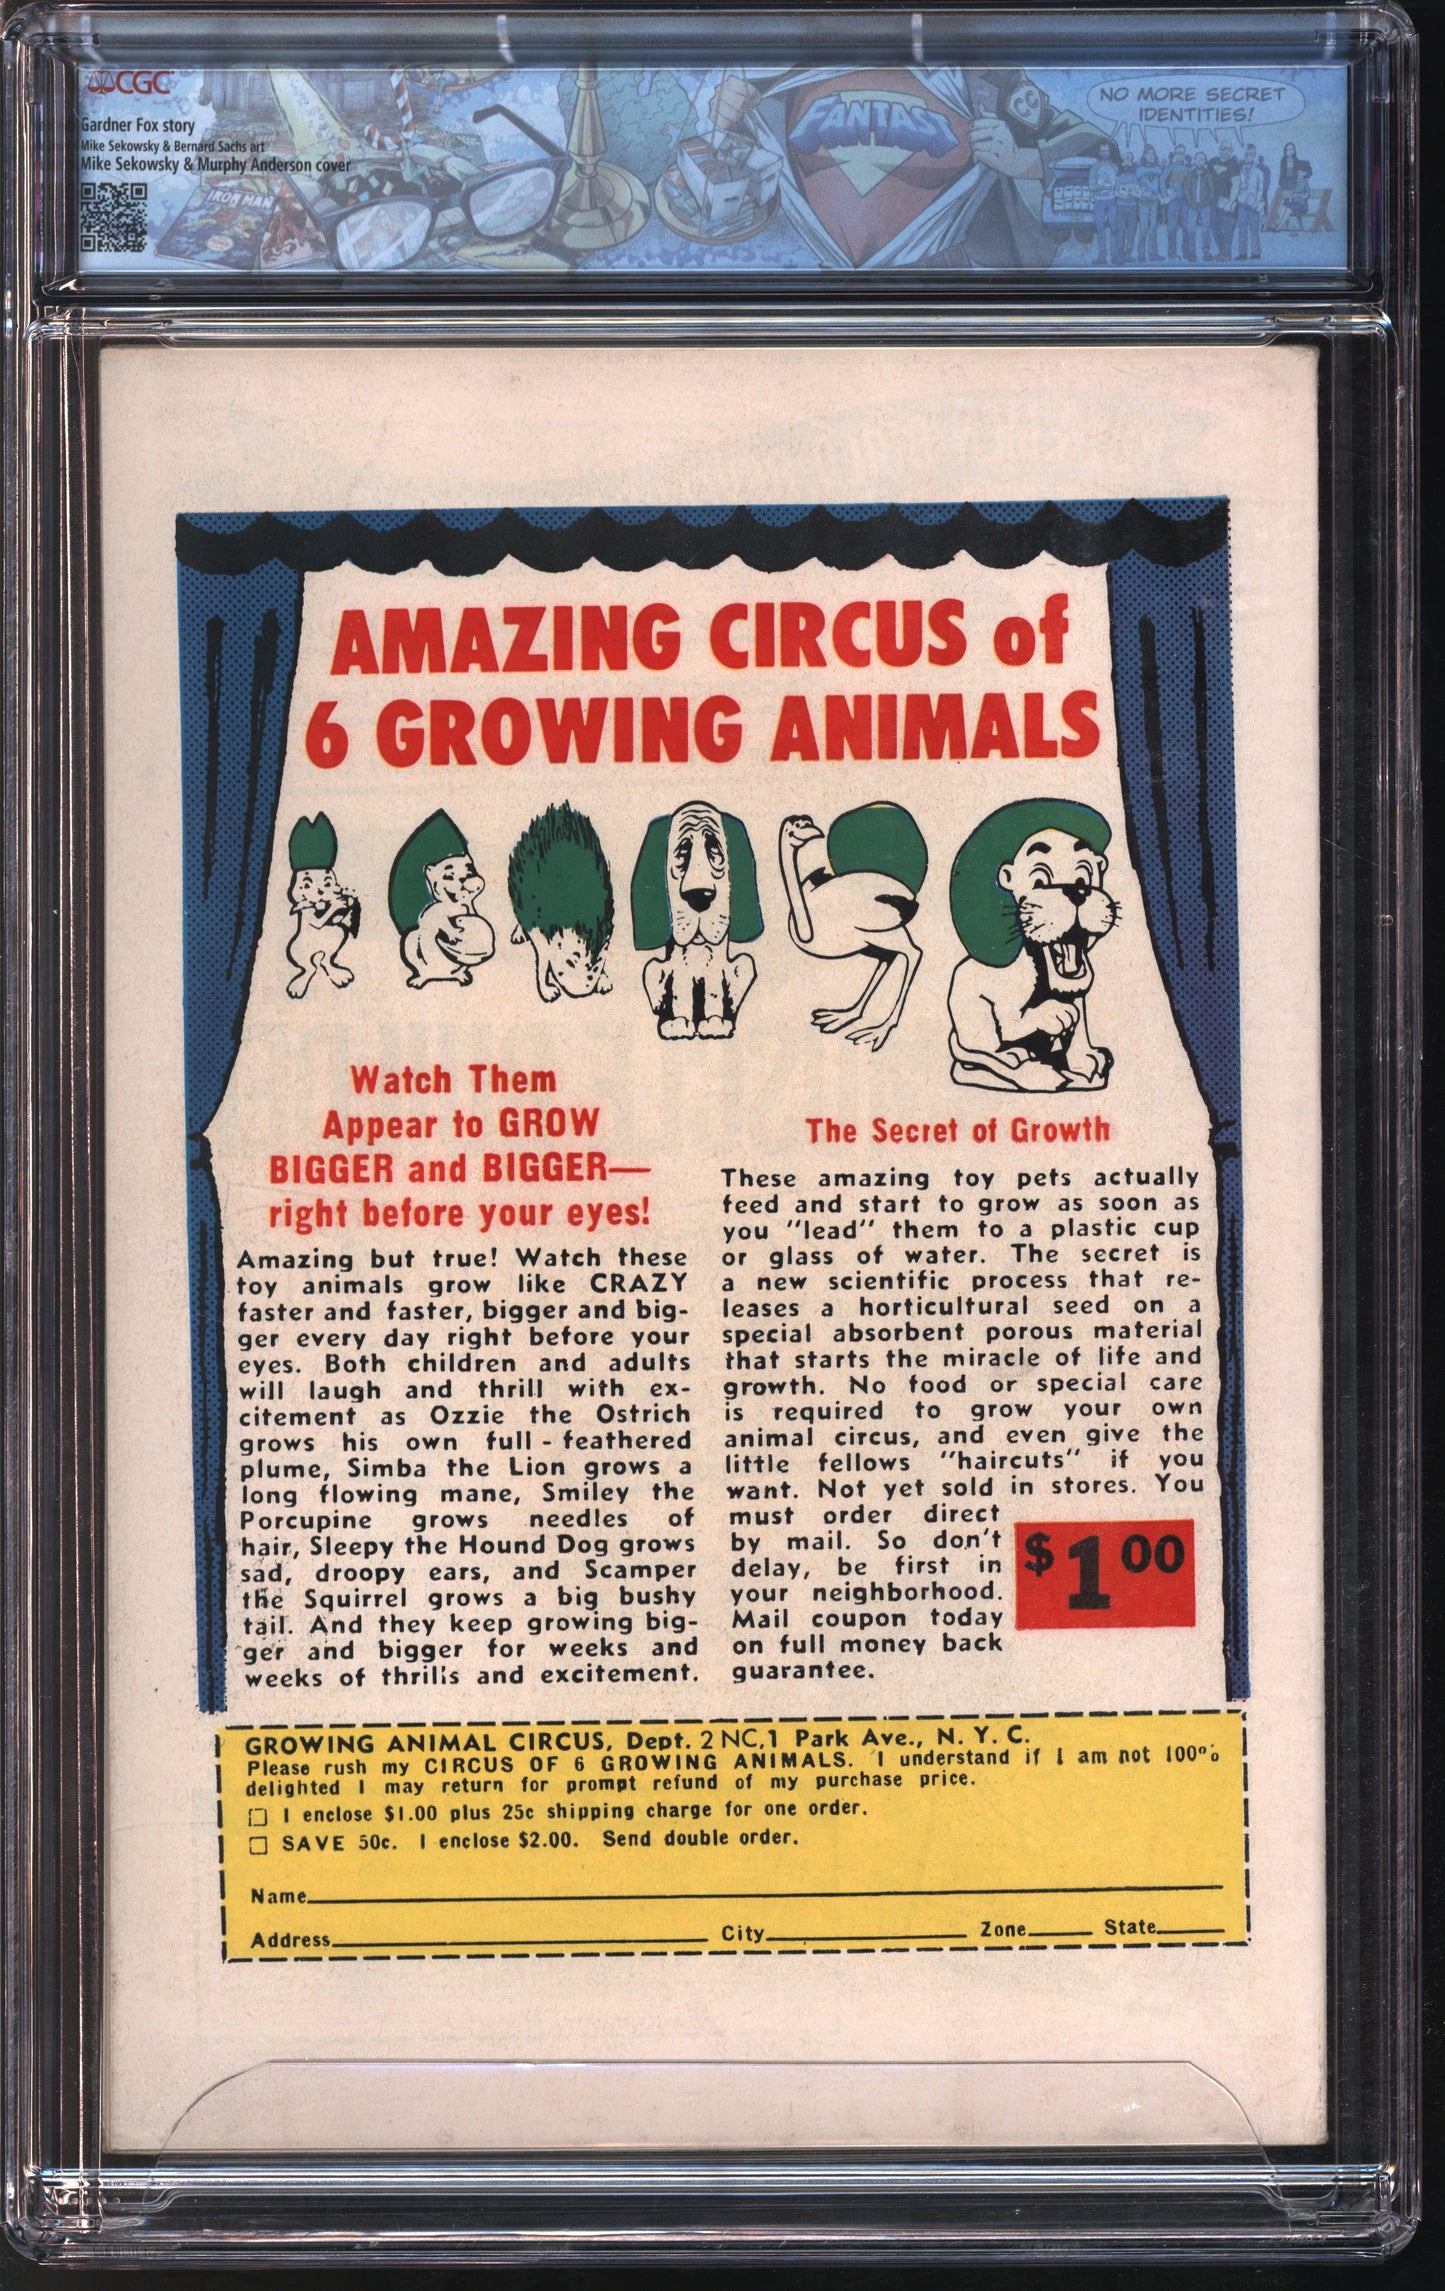 CGC
Gardner Fox story
Mike Sekowsky & Bernard Sachs art
Mike Sekowsky & Murphy Anderson cover
IRON MAN
FANTAST
CC
NO MORE SECRET
IDENTITIES!
AMAZING CIRCUS of
6 GROWING ANIMALS
Watch Them
Appear to GROW
BIGGER and BIGGER—
right before your eyes!
Amazing but true! Watch these
toy animals grow like CRAZY
faster and faster, bigger and big-
ger every day right before your
eyes. Both children and adults
will laugh and thrill with ex-
citement as Ozzie the Ostrich
grows his own full - feathered
plume, Simba the Lion grows a
long flowing mane, Smiley the
Porcupine grows needles of
hair, Sleepy the Hound Dog grows
sad, droopy ears, and Scamper
the Squirrel grows a big bushy
tail. And they keep growing big-
ger and bigger for weeks and
weeks of thrills and excitement.
The Secret of Growth
These amazing toy pets actually
feed and start to grow as soon as
you "lead" them to a plastic cup
or glass of water. The secret is
a new scientific process that re-
leases a horticultural seed on a
special absorbent porous material
that starts the miracle of life and
growth. No food or special care
is required to grow your own
animal circus, and even give the
little fellows "haircuts" if you
want. Not yet sold in stores. You
must order direct
by mail. So don't
delay, be first in
your neighborhood.
Mail coupon today
on full money back
guarantee.
$1.00
GROWING ANIMAL CIRCUS, Dept. 2NC, 1 Park Ave., N. Y. C.
Please rush my CIRCUS OF 6 GROWING ANIMALS. I understand if I am not 100%
delighted I may return for prompt refund of my purchase price.
I enclose $1.00 plus 25c shipping charge for one order.
SAVE 50c. I enclose $2.00. Send double order.
Name
Address City Zone State